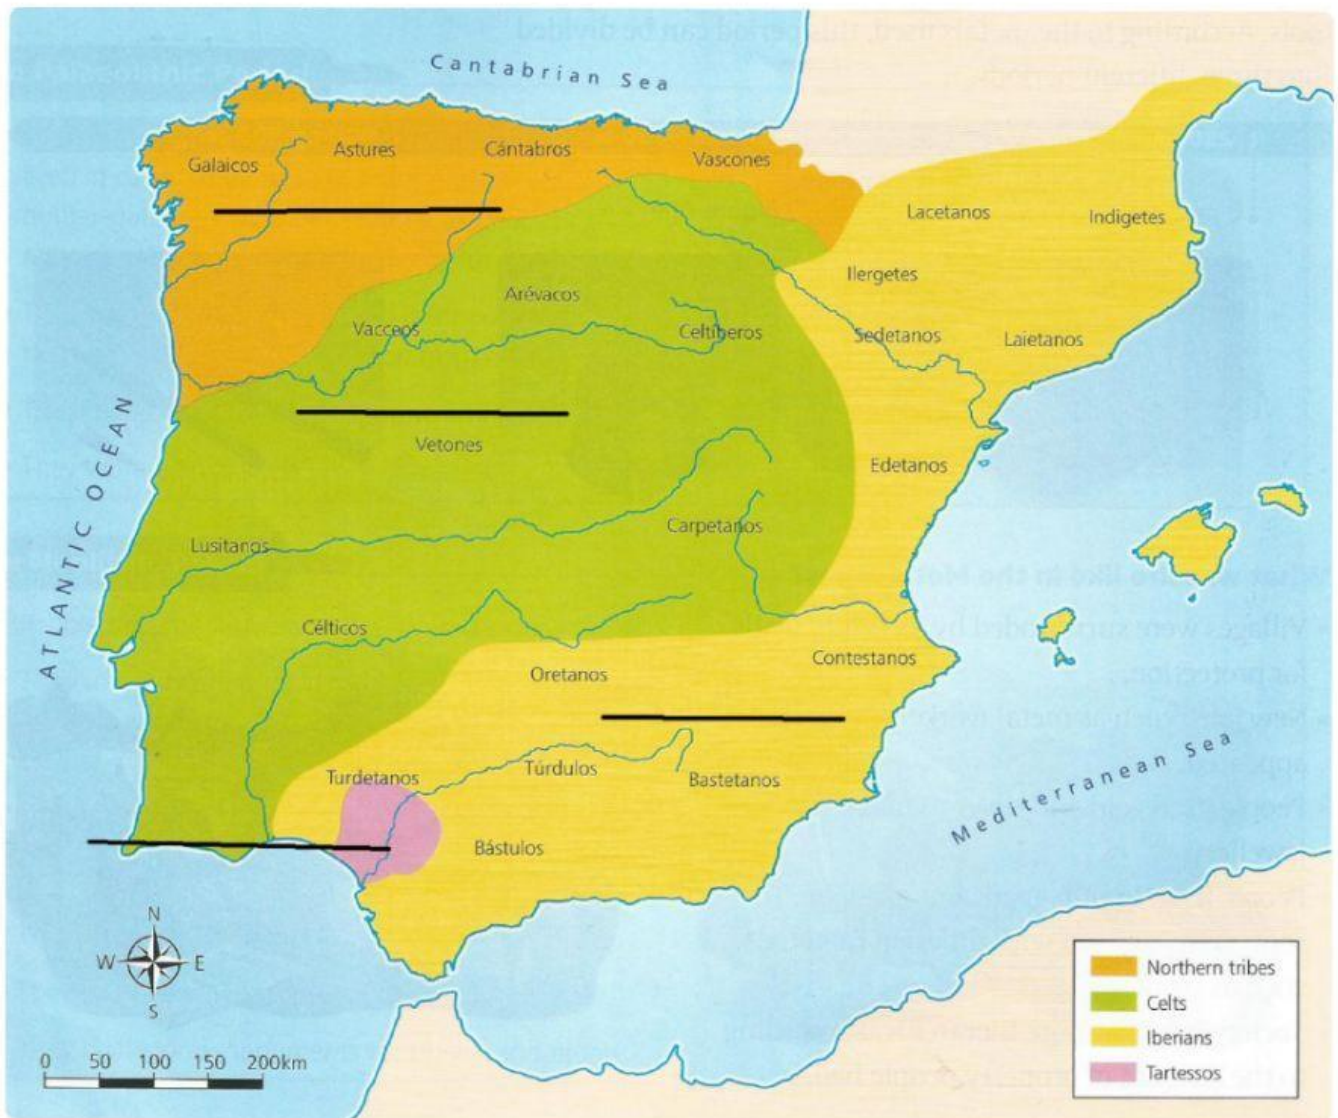 Cantabrian Sea
Galaicos
Astures
Cántabros
Vascones
Lacetanos
Indigetes
Ilergetes
Arévacos
Vacceos
Celtíberos
Sedetanos
Laietanos
Vetones
Edetanos
ATLANTIC OCEAN
Lusitanos
Carpetanos
Célticos
Contestanos
Oretanos
Turdetanos
Túrdulos
Bastetanos
Bástulos
Mediterranean Sea
N
W E
S
0 50 100 150 200km
Northern tribes
Celts
Iberians
Tartessos